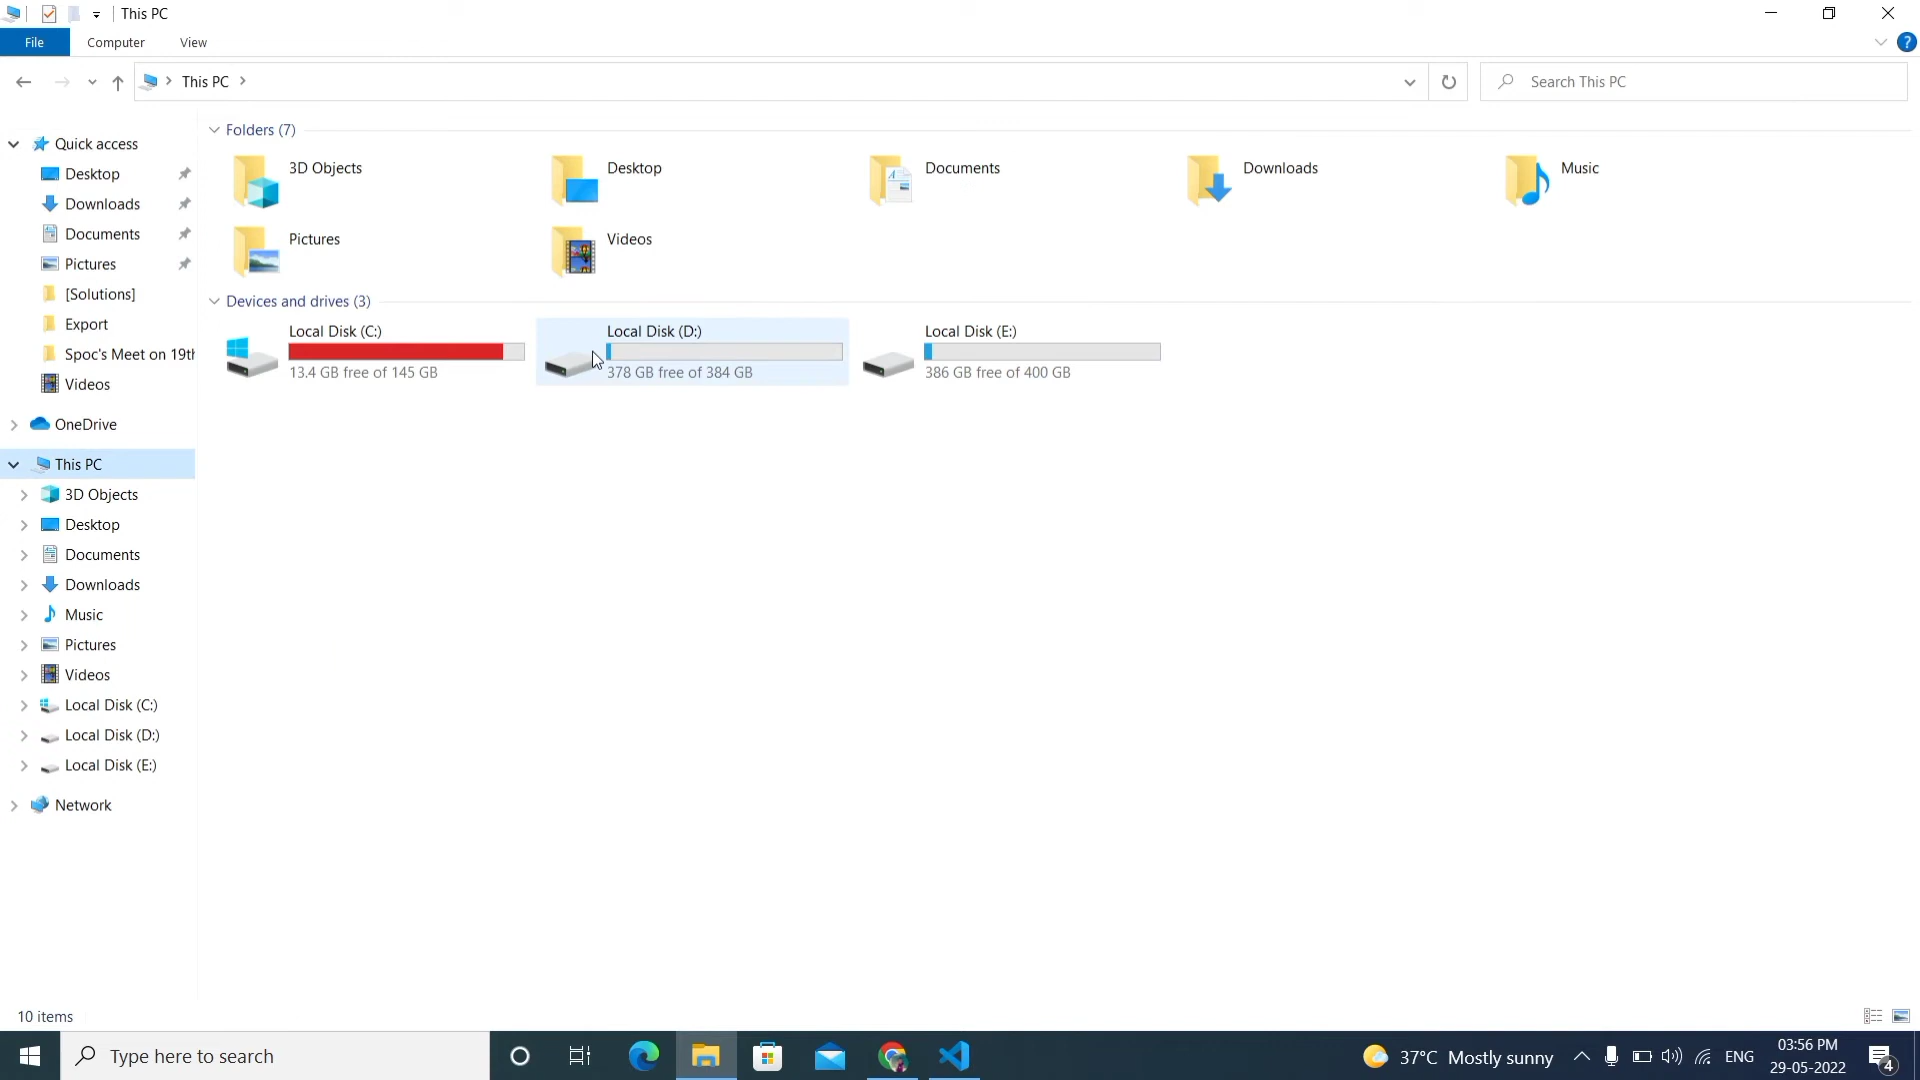 This PC
File
Computer
View
This PC
Search This PC
Quick access
Desktop
Downloads
Documents
Pictures
[Solutions]
Export
Spoc's Meet on 19th
Videos
OneDrive
This PC
3D Objects
Desktop
Documents
Downloads
Music
Pictures
Videos
Local Disk (C:)
Local Disk (D:)
Local Disk (E:)
Network
Folders (7)
3D Objects
Desktop
Documents
Downloads
Music
Pictures
Videos
Devices and drives (3)
Local Disk (C:)
13.4 GB free of 145 GB
Local Disk (D:)
378 GB free of 384 GB
Local Disk (E:)
386 GB free of 400 GB
10 items
Type here to search
37°C Mostly sunny
ENG
03:56 PM
29-05-2022
4